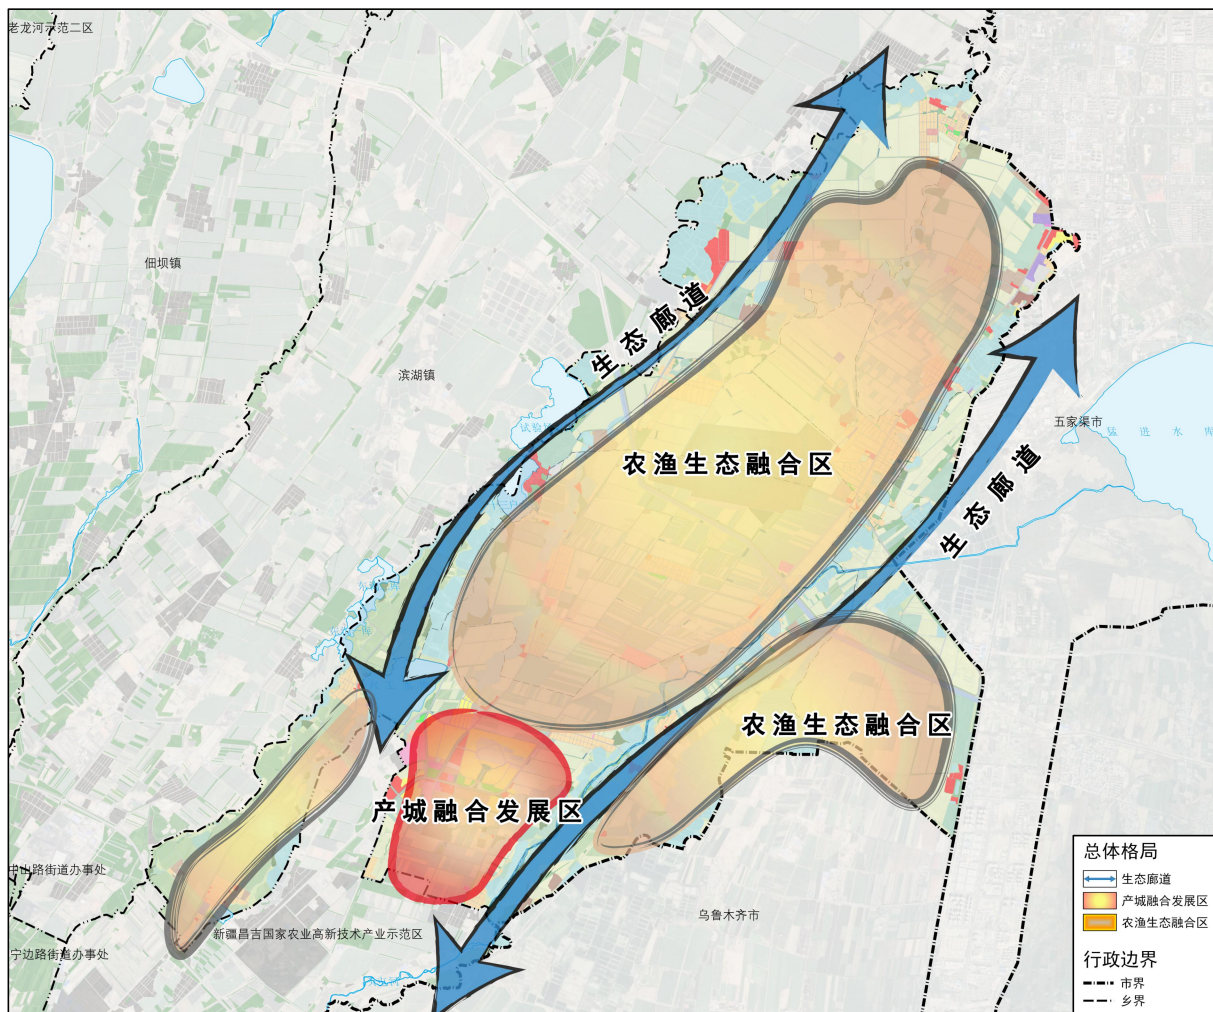 老龙河示范二区
佃坝镇
滨湖镇
生态廊道
五家渠市
猛进水库
农渔生态融合区
生态廊道
农渔生态融合区
产城融合发展区
中山路街道办事处
宁边路街道办事处
新疆昌吉国家农业高新技术产业示范区
乌鲁木齐市
总体格局
生态廊道
产城融合发展区
农渔生态融合区
行政边界
市界
乡界